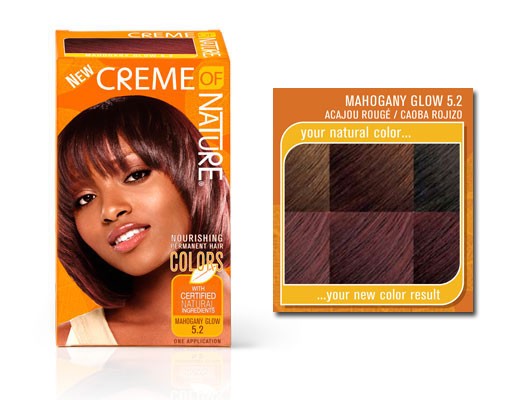 NEW
CREME OF
NATURE®
NOURISHING
PERMANENT HAIR
COLORS
WITH
CERTIFIED
NATURAL
INGREDIENTS
MAHOGANY GLOW
5.2
ONE APPLICATION
MAHOGANY GLOW 5.2
ACAJOU ROUGÉ / CAOBA ROJIZO
your natural color...
...your new color result